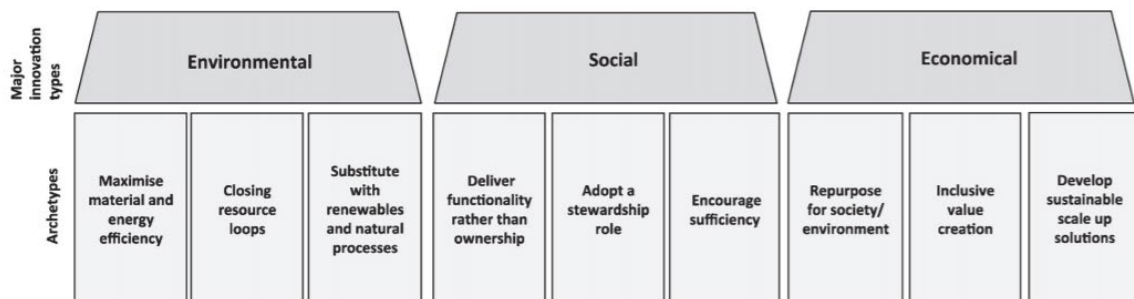 Major
innovation
types
Environmental
Social
Economical
Archetypes
Maximise
material and
energy
efficiency
Closing
resource
loops
Substitute
with
renewables
and natural
processes
Deliver
functionality
rather than
ownership
Adopt a
stewardship
role
Encourage
sufficiency
Repurpose
for society/
environment
Inclusive
value
creation
Develop
sustainable
scale up
solutions